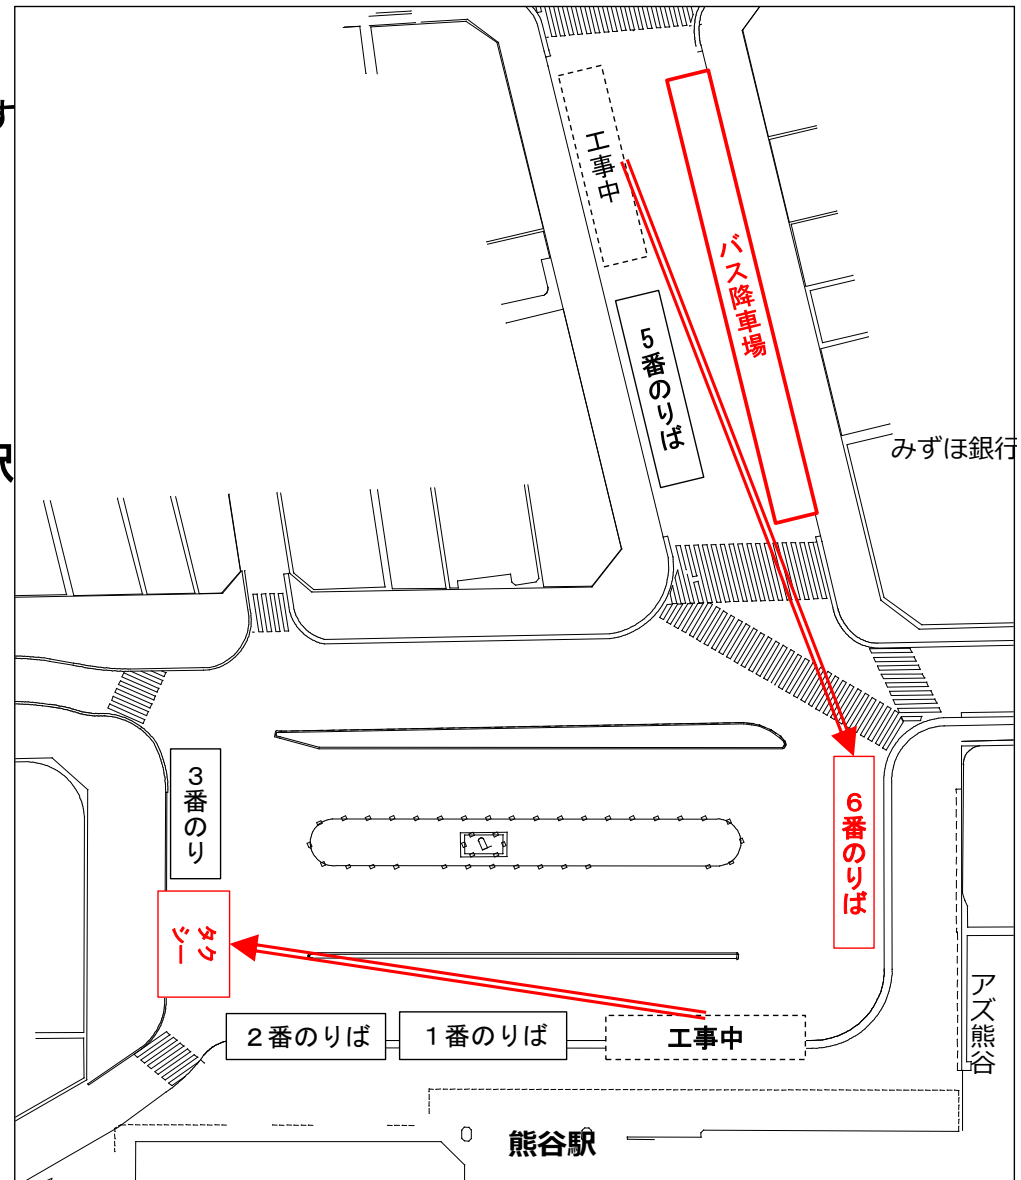 す
駅
工事中
バス降車場
5番のりば
みずほ銀行
3番のり
6番のりば
タク
シー
P
アズ熊谷
2番のりば
1番のりば
工事中
熊谷駅